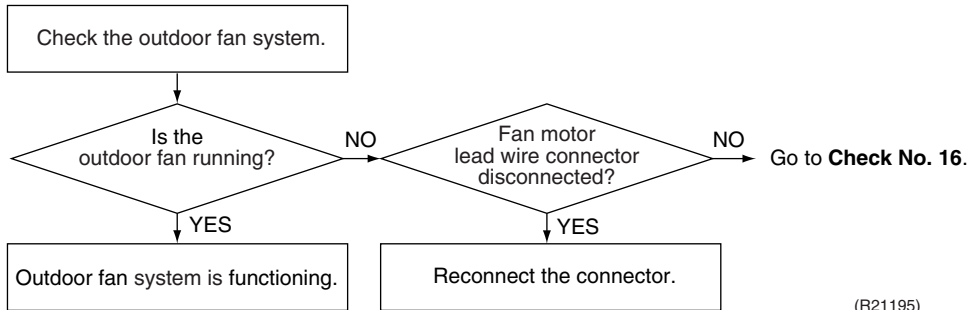 Check the outdoor fan system.
Is the
outdoor fan running?
NO
Fan motor
lead wire connector
disconnected?
NO
Go to Check No. 16.
YES
YES
Outdoor fan system is functioning.
Reconnect the connector.
(R21195)